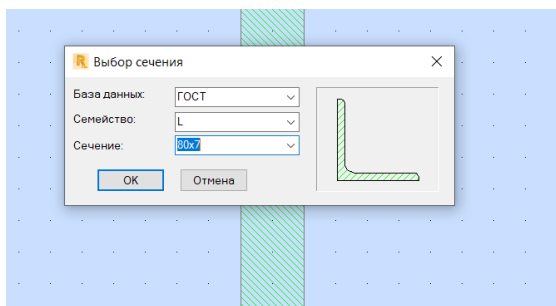 R Выбор сечения
База данных: ГОСТ
Семейство: L
Сечение: 80x7
OK Отмена